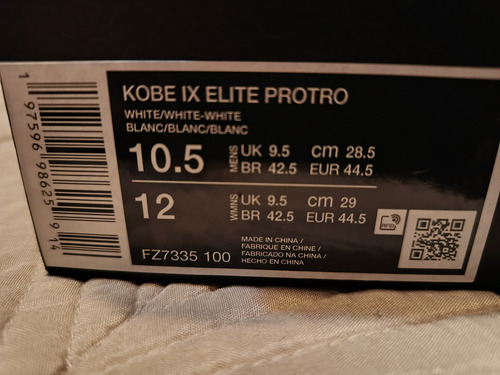 KOBE IX ELITE PROTRO
WHITE/WHITE-WHITE
BLANC/BLANC/BLANC
10.5 MENS UK 9.5 cm 28.5
BR 42.5 EUR 44.5
12 WMNS UK 9.5 cm 29
BR 42.5 EUR 44.5
RFID
FZ7335 100
MADE IN CHINA /
FABRIQUE EN CHINE /
FABRICADO NA CHINA /
HECHO EN CHINA
1 97596 98625 9 14